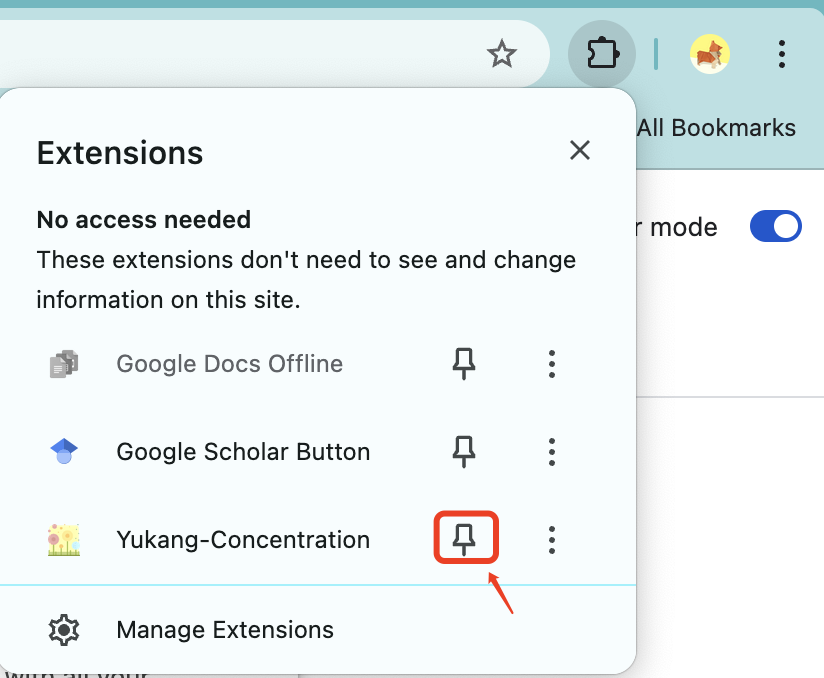 All Bookmarks
Extensions
No access needed
These extensions don't need to see and change
information on this site.
r mode
Google Docs Offline
Google Scholar Button
Yukang-Concentration
Manage Extensions
with all your